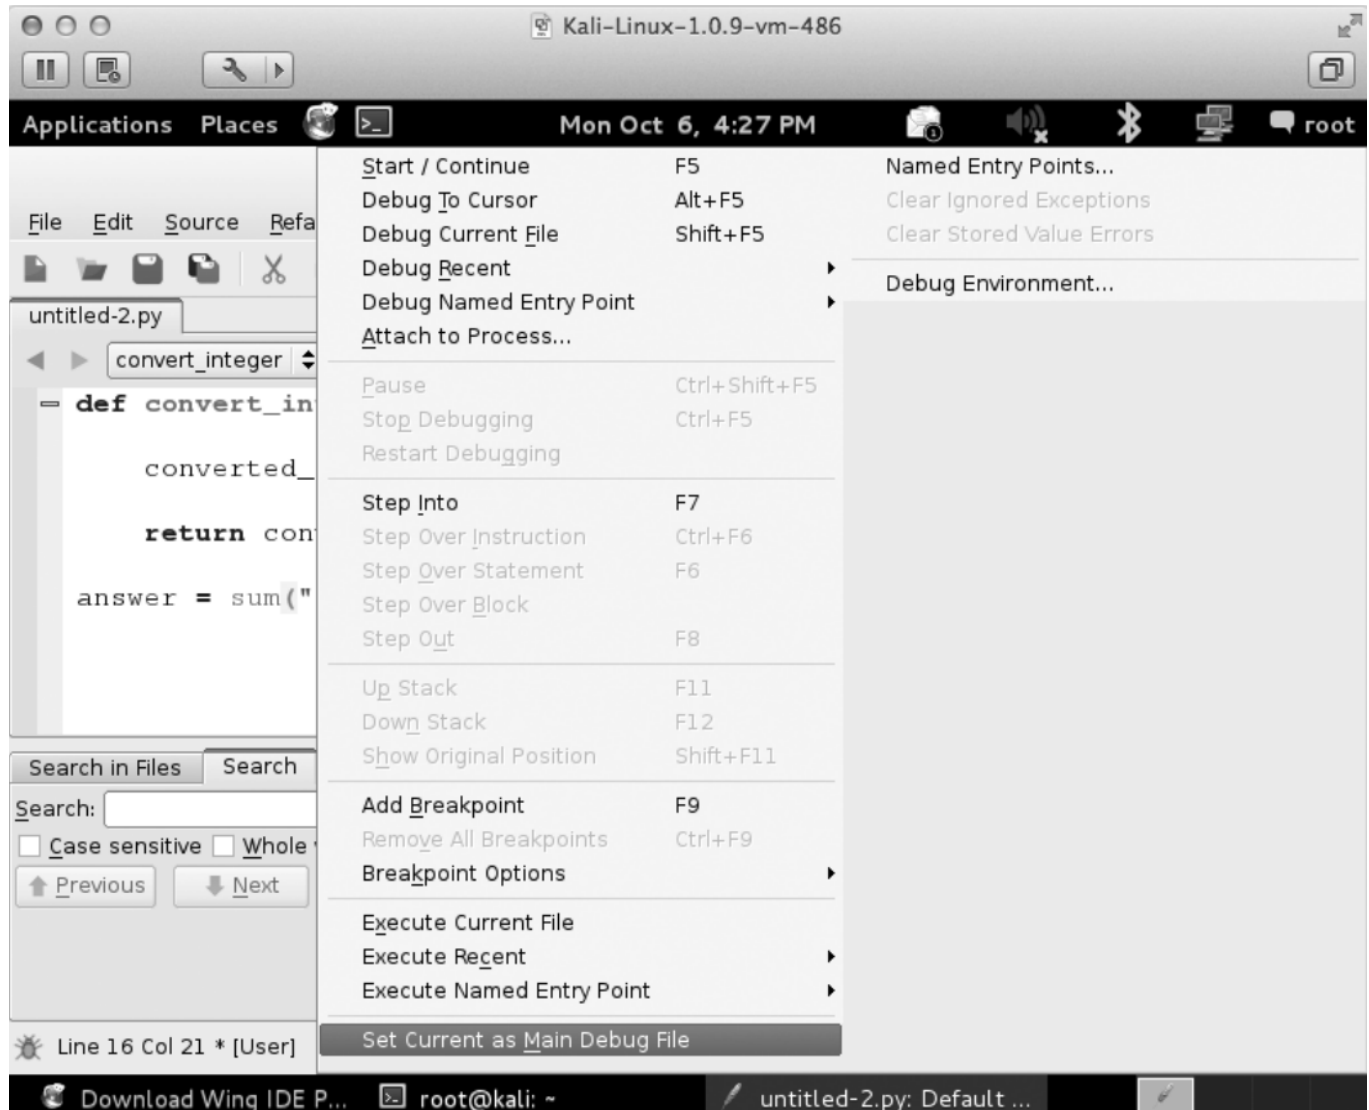 Kali-Linux-1.0.9-vm-486
Applications Places Mon Oct 6, 4:27 PM root
File Edit Source Refa
untitled-2.py
convert_integer
def convert_in
converted_
return con
answer = sum("
Search in Files Search
Search:
Case sensitive Whole
Previous Next
Line 16 Col 21 * [User]
Start / Continue F5
Debug To Cursor Alt+F5
Debug Current File Shift+F5
Debug Recent
Debug Named Entry Point
Attach to Process...
Pause Ctrl+Shift+F5
Stop Debugging Ctrl+F5
Restart Debugging
Step Into F7
Step Over Instruction Ctrl+F6
Step Over Statement F6
Step Over Block
Step Out F8
Up Stack F11
Down Stack F12
Show Original Position Shift+F11
Add Breakpoint F9
Remove All Breakpoints Ctrl+F9
Breakpoint Options
Execute Current File
Execute Recent
Execute Named Entry Point
Set Current as Main Debug File
Named Entry Points...
Clear Ignored Exceptions
Clear Stored Value Errors
Debug Environment...
Download Wing IDE P... root@kali: ~ untitled-2.py: Default ...